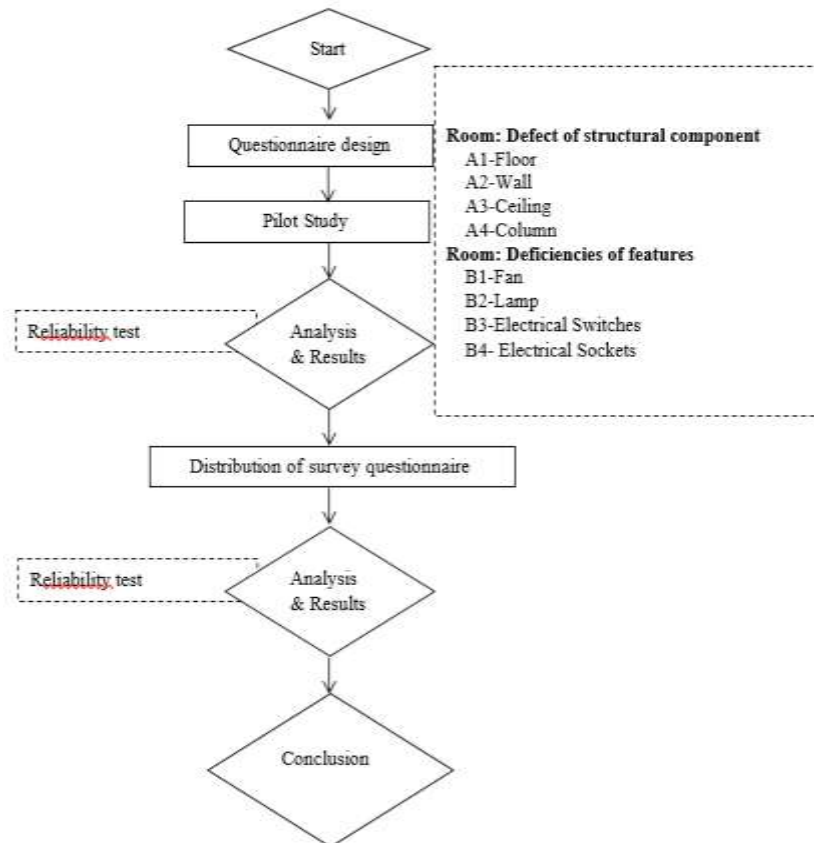 Start
Questionnaire design
Room: Defect of structural component
A1-Floor
A2-Wall
A3-Ceiling
A4-Column
Room: Deficiencies of features
B1-Fan
B2-Lamp
B3-Electrical Switches
B4- Electrical Sockets
Pilot Study
Reliability test
Analysis
& Results
Distribution of survey questionnaire
Reliability test
Analysis
& Results
Conclusion